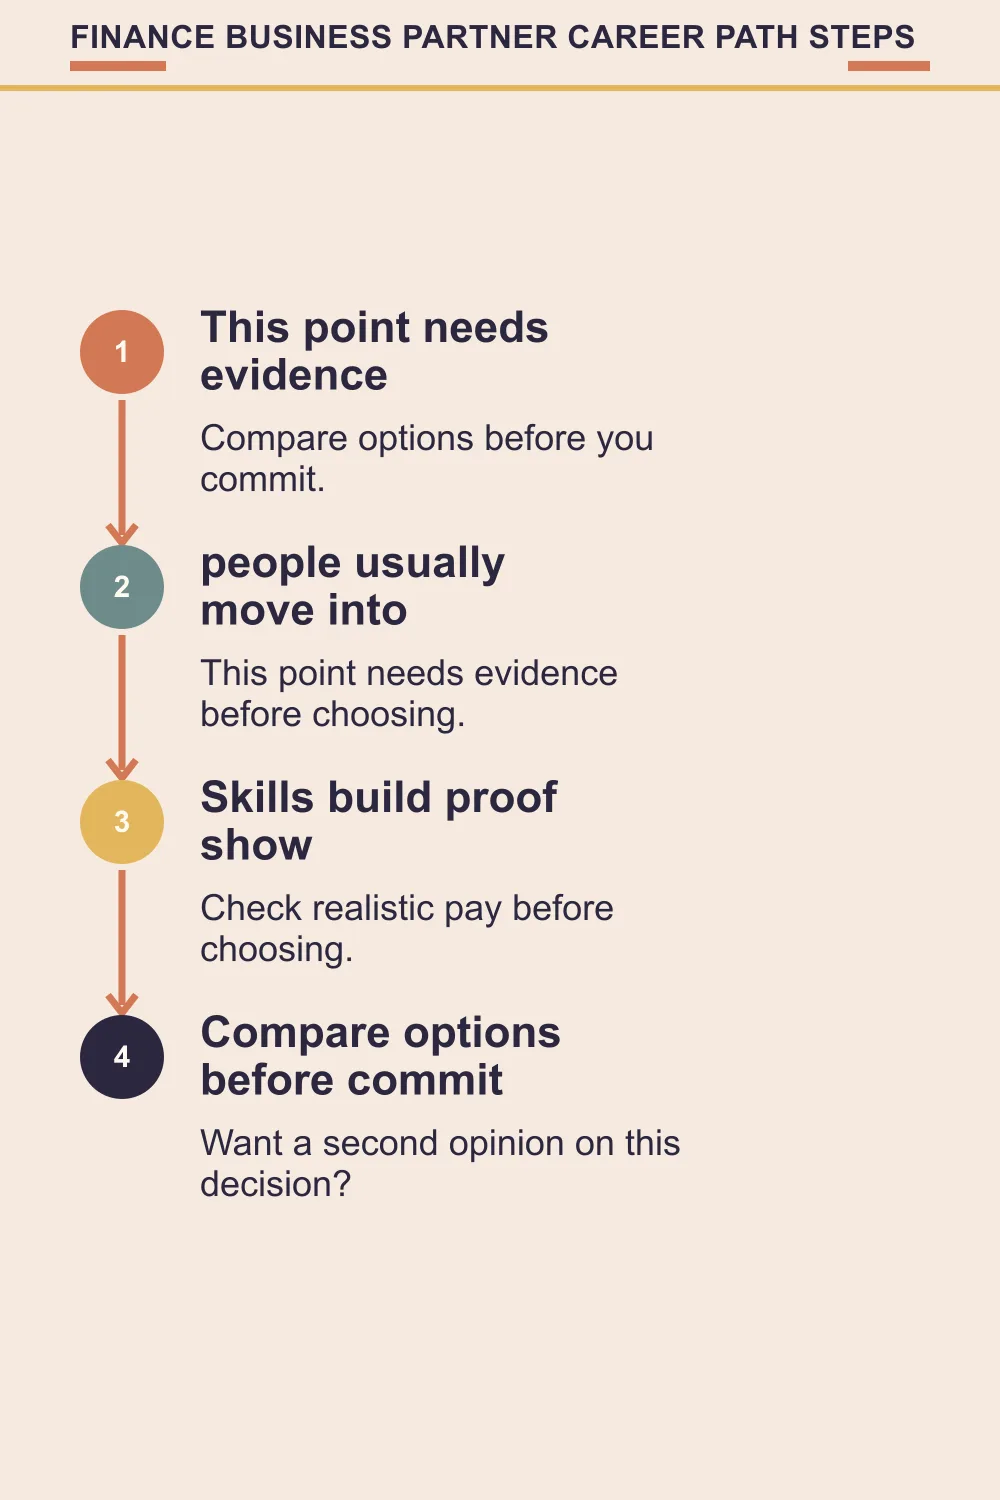 FINANCE BUSINESS PARTNER CAREER PATH STEPS
1
This point needs
evidence
Compare options before you
commit.
2
people usually
move into
This point needs evidence
before choosing.
3
Skills build proof
show
Check realistic pay before
choosing.
4
Compare options
before commit
Want a second opinion on this
decision?